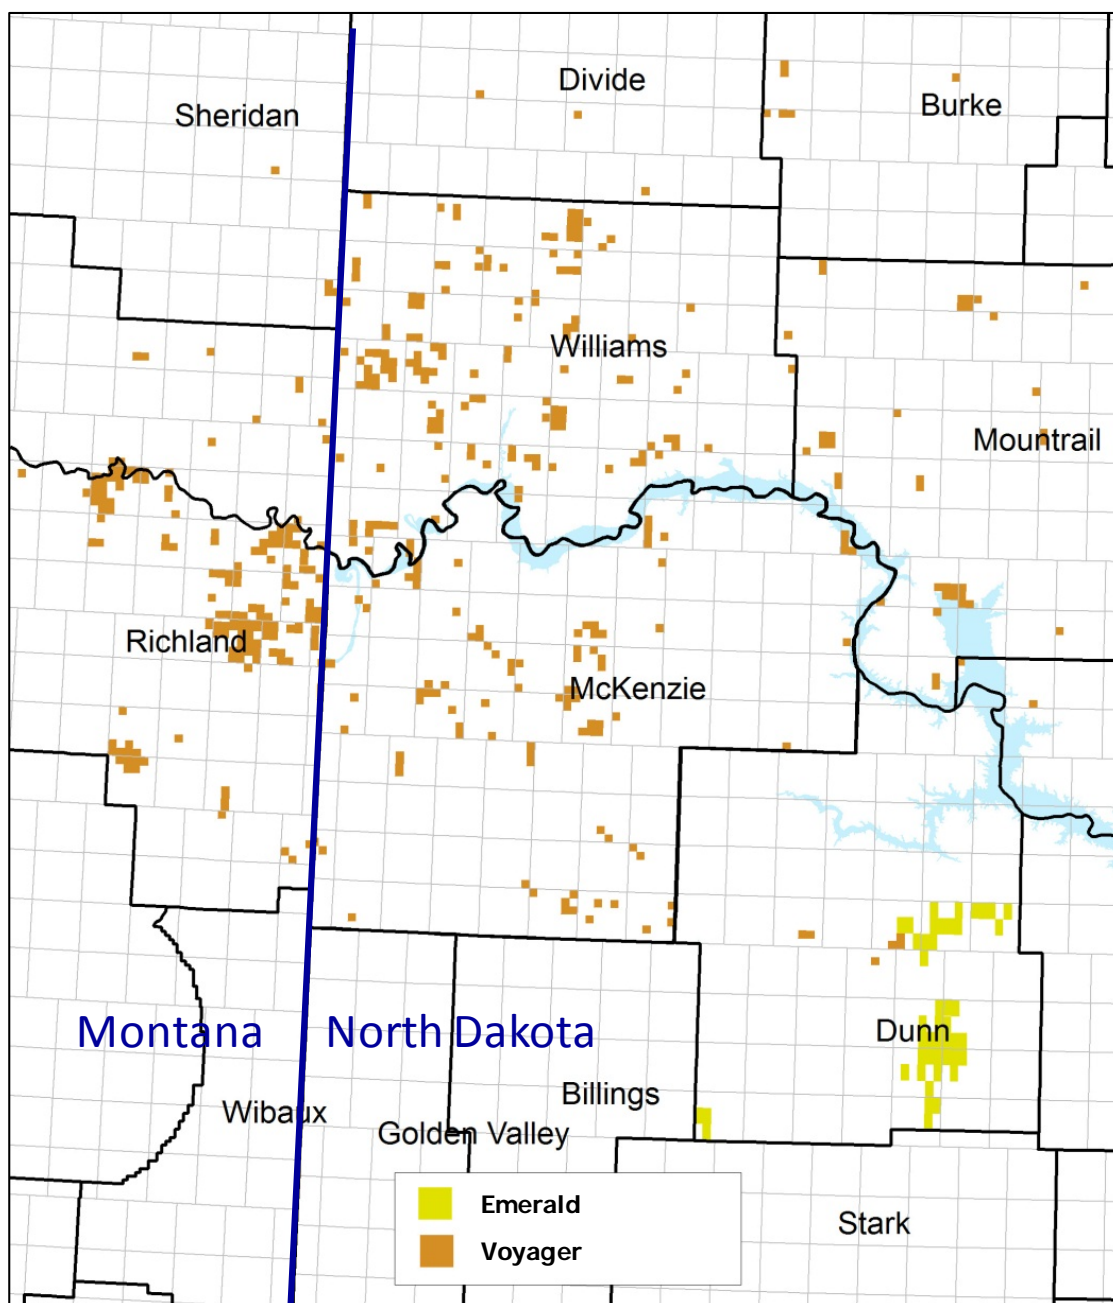 Divide
Sheridan
Burke
Williams
Mountrail
Richland
McKenzie
Montana
North Dakota
Dunn
Billings
Wibaux
Golden Valley
Emerald
Stark
Voyager